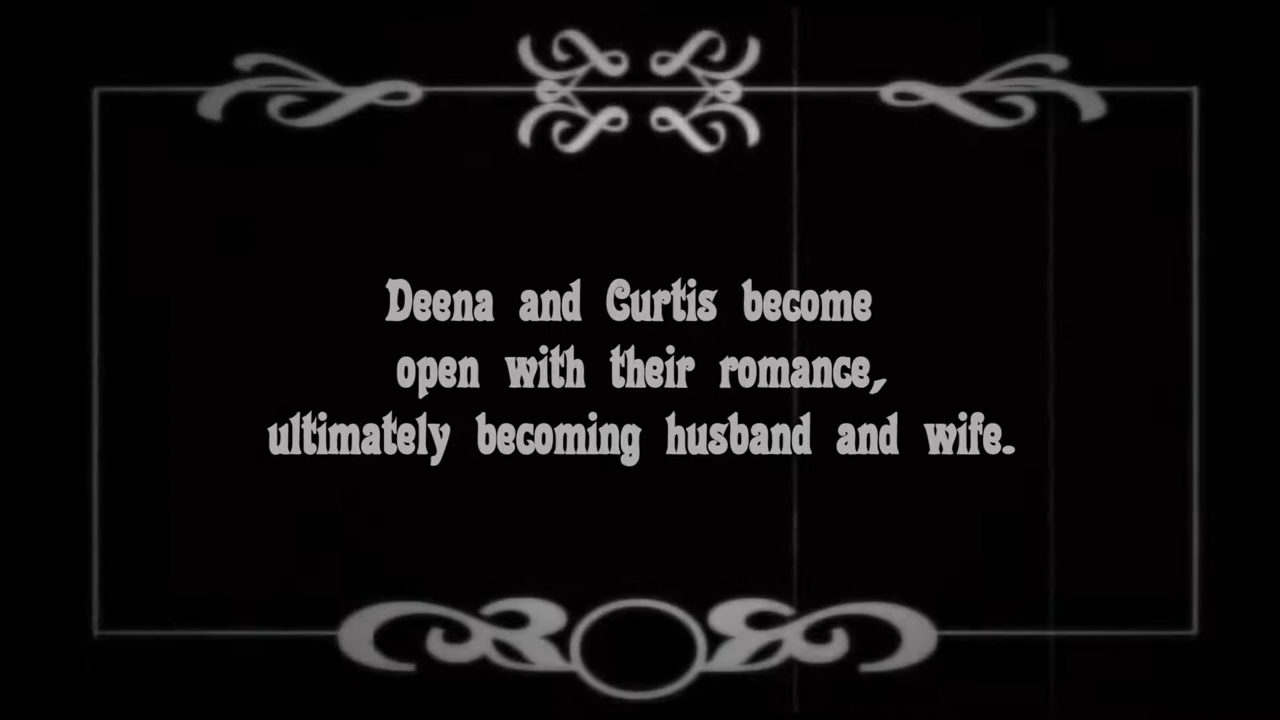 Deena and Curtis become
open with their romance,
ultimately becoming husband and wife.